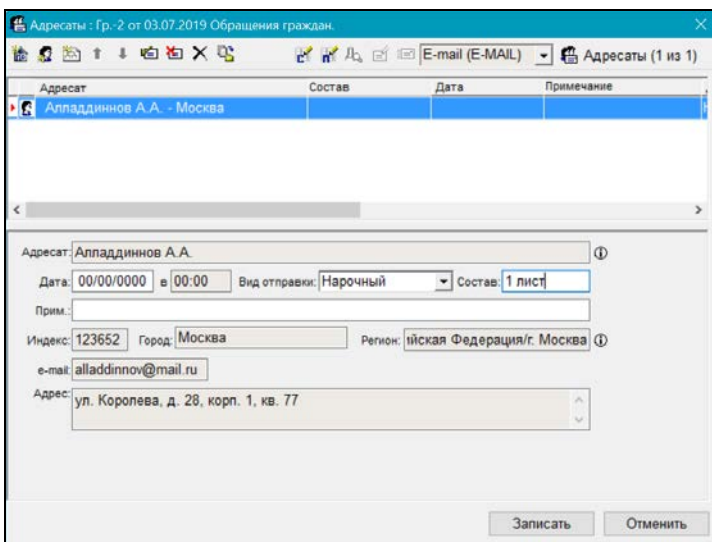 Адресаты : Гр.-2 от 03.07.2019 Обращения граждан.
E-mail (E-MAIL) Адресаты (1 из 1)
Адресат Состав Дата Примечание
Алладдиннов А.А. - Москва
Адресат: Алладдиннов А.А.
Дата: 00/00/0000 в 00:00 Вид отправки: Нарочный Состав: 1 лист
Прим.:
Индекс: 123652 Город: Москва Регион: ийская Федерация/г. Москва
e-mail: alladdinnov@mail.ru
Адрес: ул. Королева, д. 28, корп. 1, кв. 77
Записать Отменить